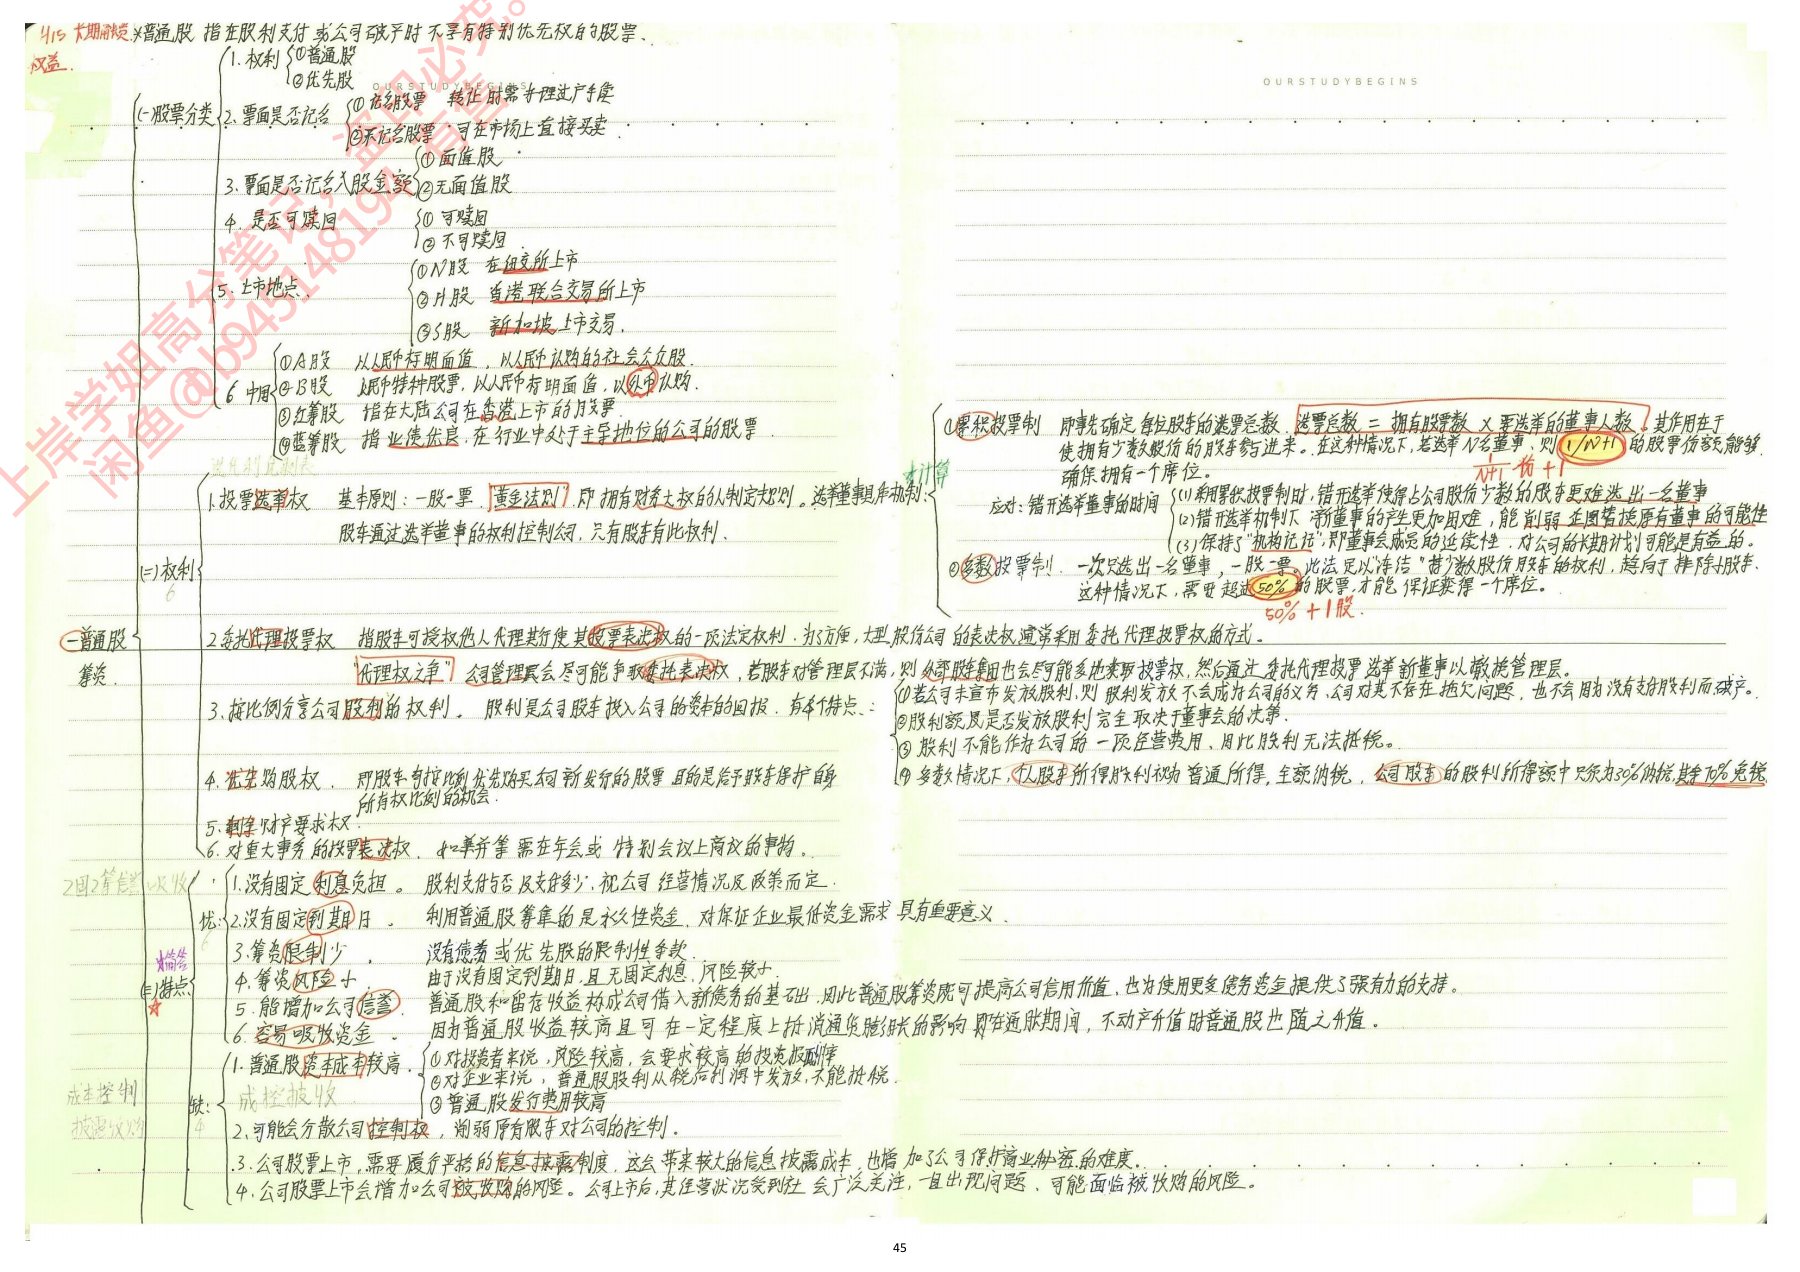 415 长期融资 ※普通股 指在股利支付或公司破产时不享有特别优先权的股票.
权益.
OURSTUDYBEGINS
OURSTUDYBEGINS
(一)股票分类
1. 权利 ①普通股
②优先股
2. 票面是否记名 ①记名股票 转让时需办理过户手续
②不记名股票 可在市场上直接买卖
3. 票面是否记名入股金额 ①面值股
②无面值股
4. 是否可赎回 ①可赎回
②不可赎回.
5. 上市地点. ①N股 在纽交所上市
②H股 香港联合交易所上市
③S股 新加坡上市交易.
6 中国 ①A股 以人民币标明面值,以人民币认购的社会公众股.
②B股 人民币特种股票,以人民币标明面值,以外币认购.
③红筹股 指在大陆公司在香港上市的股票.
④蓝筹股 指业绩优良,在行业中处于主导地位的公司的股票.
(二)权利
6
1.投票选举权 基本原则:一股一票."黄金法则"即拥有财务大权的人制定规则。选举董事具体机制:
股东通过选举董事的权利控制公司,只有股东有此权利.
*计算
①累积投票制 即事先确定每位股东的选票总数.选票总数 = 拥有股票数 × 要选举的董事人数.其作用在于
使拥有少数股份的股东参与进来。在这种情况下,若选举N名董事,则1/N+1的股票份额能够
确保拥有一个席位。 1/N+1份+1
应对:错开选举董事的时间 (1)采用累积投票制时,错开选举使得占公司股份少数的股东更难选出一名董事
(2)错开选举机制下 新董事的产生更加困难,能削弱企图替换原有董事的可能性
(3)保持了"机构记忆",即董事会成员的延续性.对公司的长期计划可能是有益的。
②多数投票制. 一次只选出一名董事,一股一票。此法足以"冻结"持少数股份股东的权利,趋向于排除小股东.
这种情况下,需要超过50%的股票,才能保证获得一个席位。
50%+1股.
一普通股
筹资.
2.委托代理投票权 指股东可授权他人代理其行使其投票表决权的一项法定权利.为了方便,大型股份公司的表决权通常采用委托代理投票权的方式。
"代理权之争" 公司管理层会尽可能争取委托表决权,若股东对管理层不满,则外部股东集团也会尽可能多地索取投票权,然后通过委托代理投票选举新董事以撤换管理层。
3.按比例分享公司股利的权利。 股利是公司股东投入公司的资本的回报.有4个特点:
①若公司未宣布发放股利,则股利发放不会成为公司的义务,公司对其不存在拖欠问题,也不会因为没有支付股利而破产。
②股利额及是否发放股利完全取决于董事会的决策.
③股利不能作为公司的一项经营费用,因此股利无法抵税。
④多数情况下,个人股东所得股利视为普通所得,全额纳税,公司股东的股利所得额中只须为30%纳税,其余70%免税
4.优先购股权. 即股东有按比例优先购买公司新发行的股票.目的是给予股东保护自身
所有权比例的机会.
5.剩余财产要求权.
6.对重大事务的投票表决权. 如兼并等需在年会或特别会议上商议的事物。
*简答
(三)特点
优:
6
1.没有固定利息负担。 股利支付与否及支付多少,视公司经营情况及政策而定.
2.没有固定到期日. 利用普通股筹集的是永久性资金.对保证企业最低资金需求具有重要意义.
3.筹资限制少. 没有债券或优先股的限制性条款.
4.筹资风险小. 由于没有固定到期日,且无固定利息,风险较小.
5.能增加公司信誉. 普通股和留存收益构成公司借入新债务的基础.因此普通股筹资既可提高公司信用价值,也为使用更多债务资金提供了强有力的支持。
6.容易吸收资金. 因为普通股收益较高且可在一定程度上抵消通货膨胀的影响.即在通胀期间,不动产升值时普通股也随之升值。
缺:
4
1.普通股资本成本较高. ①对投资者来说,风险较高,会要求较高的投资报酬率
②对企业来说,普通股股利从税后利润中发放,不能抵税.
成控披收
③普通股发行费用较高
成本控制
披露收购
2.可能会分散公司控制权,削弱原有股东对公司的控制。
3.公司股票上市,需要履行严格的信息披露制度.这会带来较大的信息披露成本,也增加了公司保护商业秘密的难度.
4.公司股票上市会增加公司被收购的风险。公司上市后,其经营状况受到社会广泛关注,一旦出现问题,可能面临被收购的风险。
上岸学姐高分笔记,盗印必究。
闲鱼@b94514819,有售
45